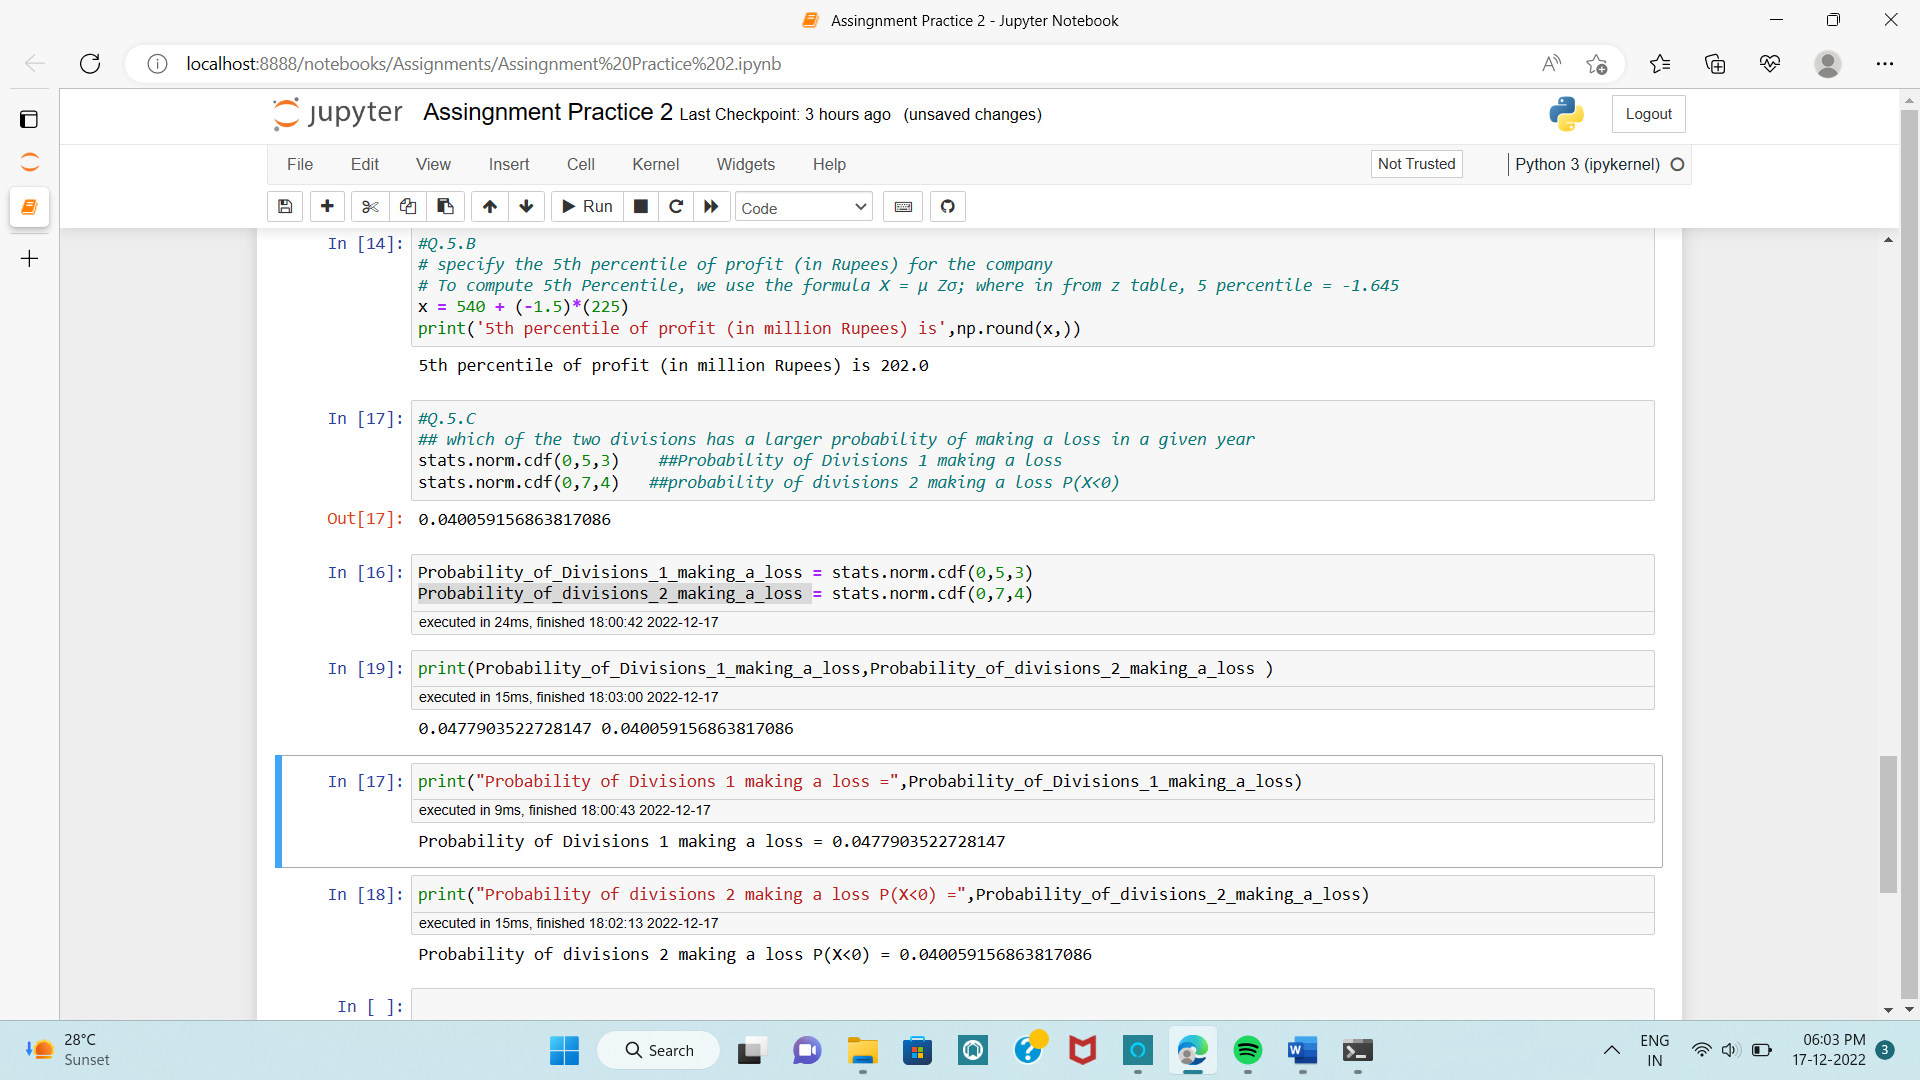 Assingnment Practice 2 - Jupyter Notebook
localhost:8888/notebooks/Assignments/Assingnment%20Practice%202.ipynb
jupyter Assingnment Practice 2 Last Checkpoint: 3 hours ago (unsaved changes) Logout
File Edit View Insert Cell Kernel Widgets Help Not Trusted Python 3 (ipykernel)
Run Code
In [14]: #Q.5.B
# specify the 5th percentile of profit (in Rupees) for the company
# To compute 5th Percentile, we use the formula X = μ Zσ; where in from z table, 5 percentile = -1.645
x = 540 + (-1.5)*(225)
print('5th percentile of profit (in million Rupees) is',np.round(x,))
5th percentile of profit (in million Rupees) is 202.0
In [17]: #Q.5.C
## which of the two divisions has a larger probability of making a loss in a given year
stats.norm.cdf(0,5,3) ##Probability of Divisions 1 making a loss
stats.norm.cdf(0,7,4) ##probability of divisions 2 making a loss P(X<0)
Out[17]: 0.040059156863817086
In [16]: Probability_of_Divisions_1_making_a_loss = stats.norm.cdf(0,5,3)
Probability_of_divisions_2_making_a_loss = stats.norm.cdf(0,7,4)
executed in 24ms, finished 18:00:42 2022-12-17
In [19]: print(Probability_of_Divisions_1_making_a_loss,Probability_of_divisions_2_making_a_loss )
executed in 15ms, finished 18:03:00 2022-12-17
0.0477903522728147 0.040059156863817086
In [17]: print("Probability of Divisions 1 making a loss =",Probability_of_Divisions_1_making_a_loss)
executed in 9ms, finished 18:00:43 2022-12-17
Probability of Divisions 1 making a loss = 0.0477903522728147
In [18]: print("Probability of divisions 2 making a loss P(X<0) =",Probability_of_divisions_2_making_a_loss)
executed in 15ms, finished 18:02:13 2022-12-17
Probability of divisions 2 making a loss P(X<0) = 0.040059156863817086
In [ ]:
28°C
Sunset
Search
ENG
IN
06:03 PM
17-12-2022
3